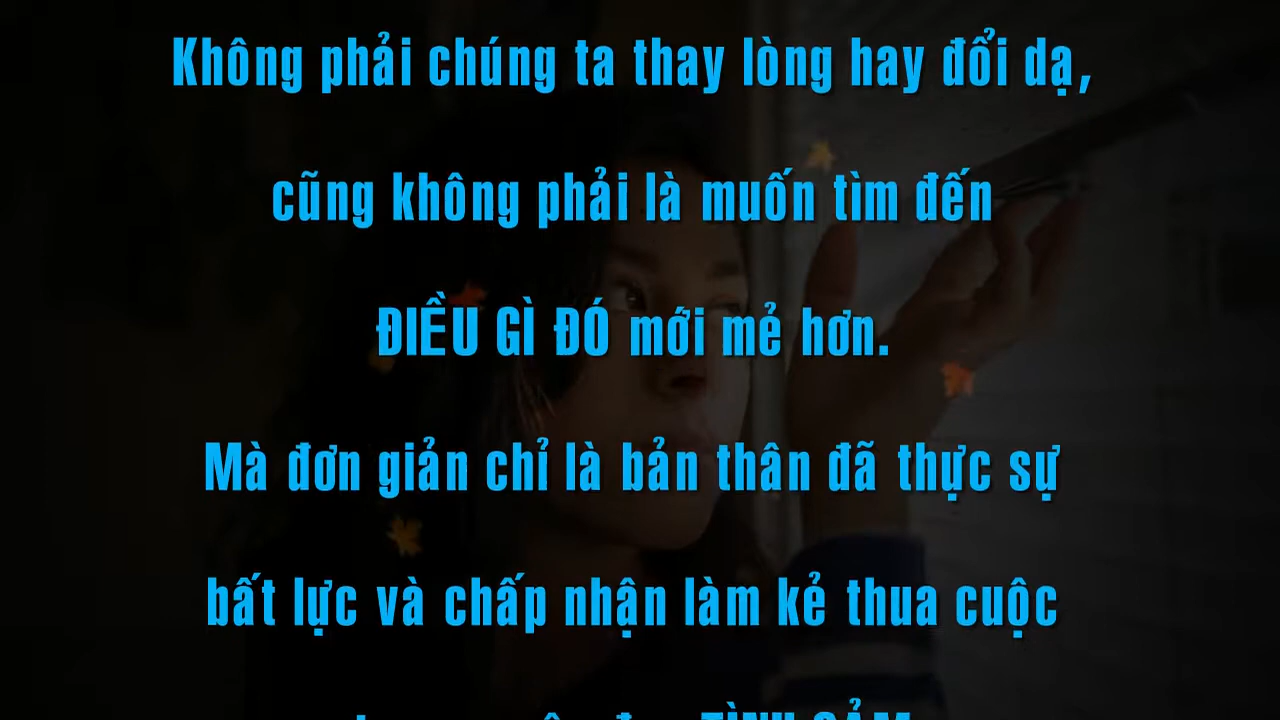 Không phải chúng ta thay lòng hay đổi dạ,
cũng không phải là muốn tìm đến
ĐIỀU GÌ ĐÓ mới mẻ hơn.
Mà đơn giản chỉ là bản thân đã thực sự
bất lực và chấp nhận làm kẻ thua cuộc
TÌNH CẢM